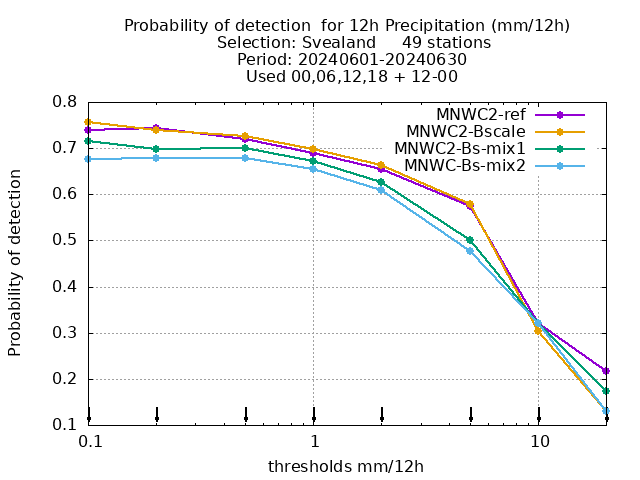 Probability of detection  for 12h Precipitation (mm/12h)
Selection: Svealand     49 stations
Period: 20240601-20240630
Used 00,06,12,18 + 12-00
MNWC2-ref
MNWC2-Bscale
MNWC2-Bs-mix1
MNWC-Bs-mix2
Probability of detection
0.8
0.7
0.6
0.5
0.4
0.3
0.2
0.1
0.1 1 10
thresholds mm/12h